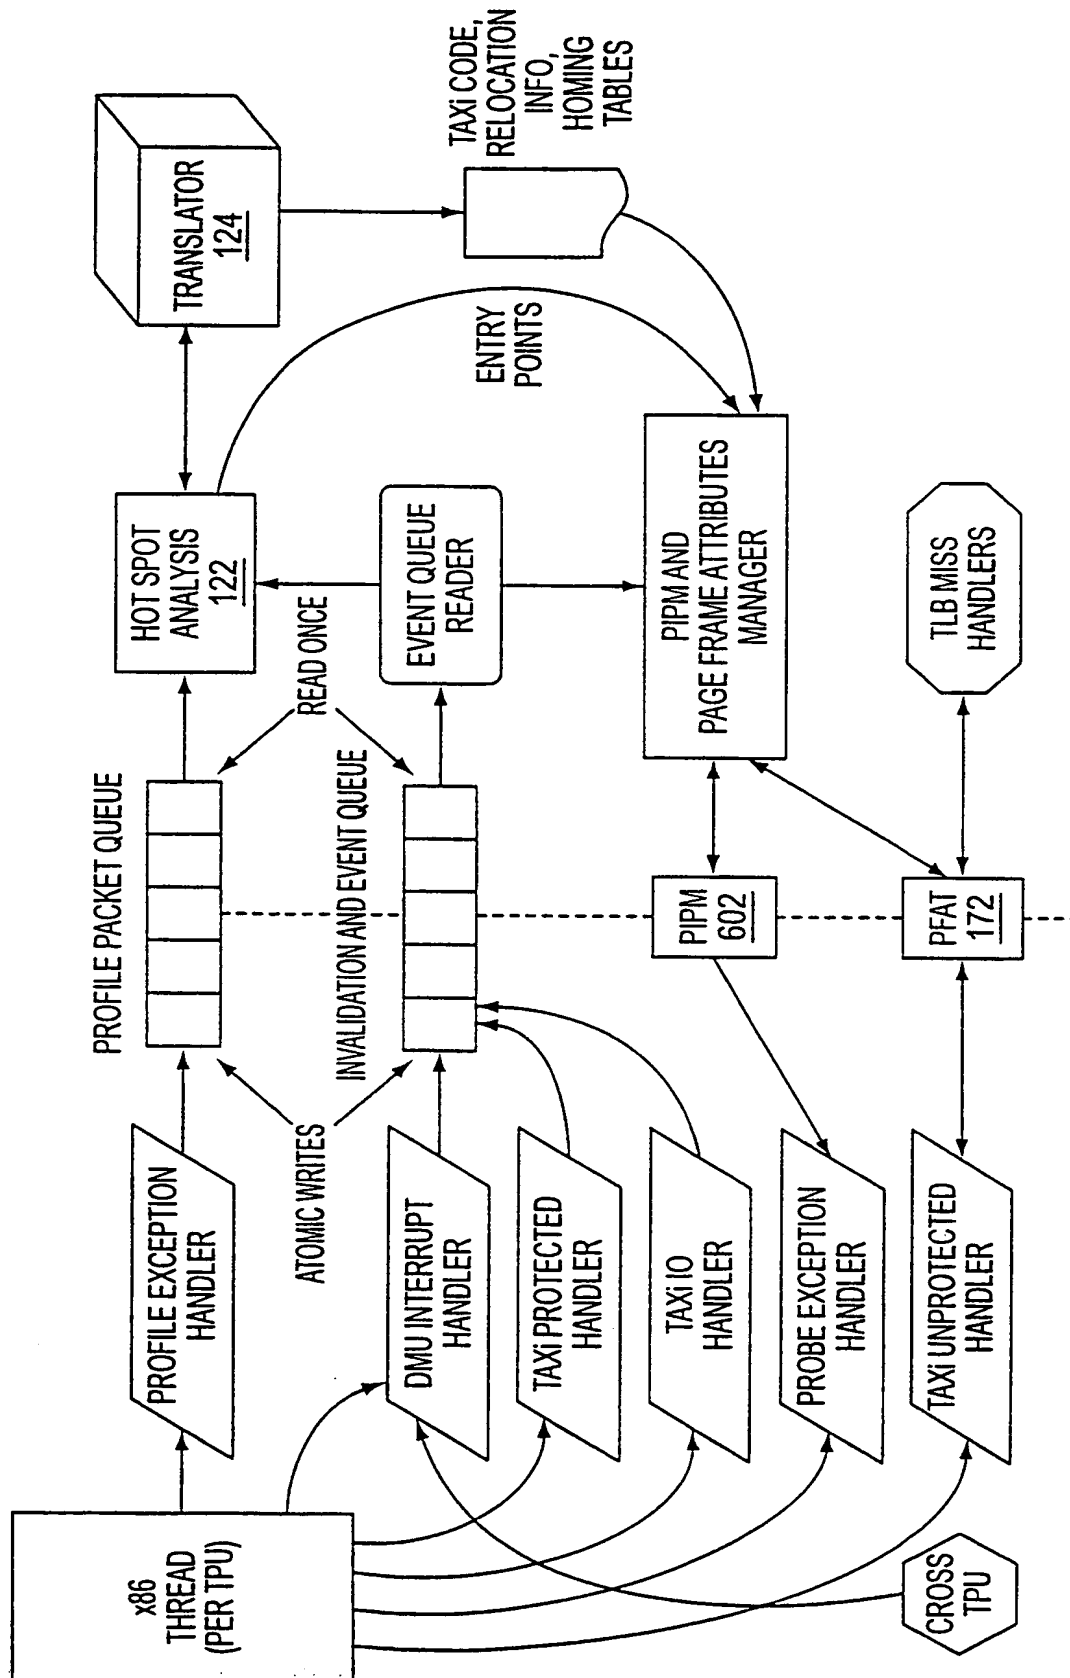 x86
THREAD
(PER TPU)
PROFILE EXCEPTION
HANDLER
PROFILE PACKET QUEUE
HOT SPOT
ANALYSIS
122
TRANSLATOR
124
ATOMIC WRITES
READ ONCE
DMU INTERRUPT
HANDLER
INVALIDATION AND EVENT QUEUE
EVENT QUEUE
READER
ENTRY
POINTS
TAXi CODE,
RELOCATION
INFO,
HOMING
TABLES
TAXi PROTECTED
HANDLER
TAXi IO
HANDLER
PIPM
602
PIPM AND
PAGE FRAME ATTRIBUTES
MANAGER
PROBE EXCEPTION
HANDLER
CROSS
TPU
TAXi UNPROTECTED
HANDLER
PFAT
172
TLB MISS
HANDLERS